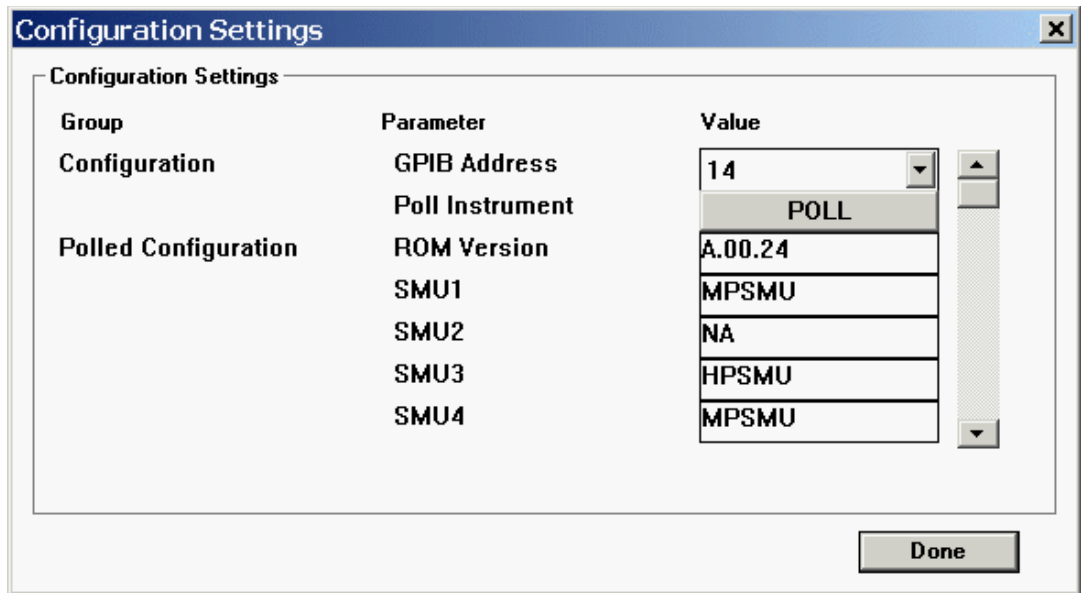 Configuration Settings
Configuration Settings
Group Parameter Value
Configuration GPIB Address 14
Poll Instrument POLL
Polled Configuration ROM Version A.00.24
SMU1 MPSMU
SMU2 NA
SMU3 HPSMU
SMU4 MPSMU
Done